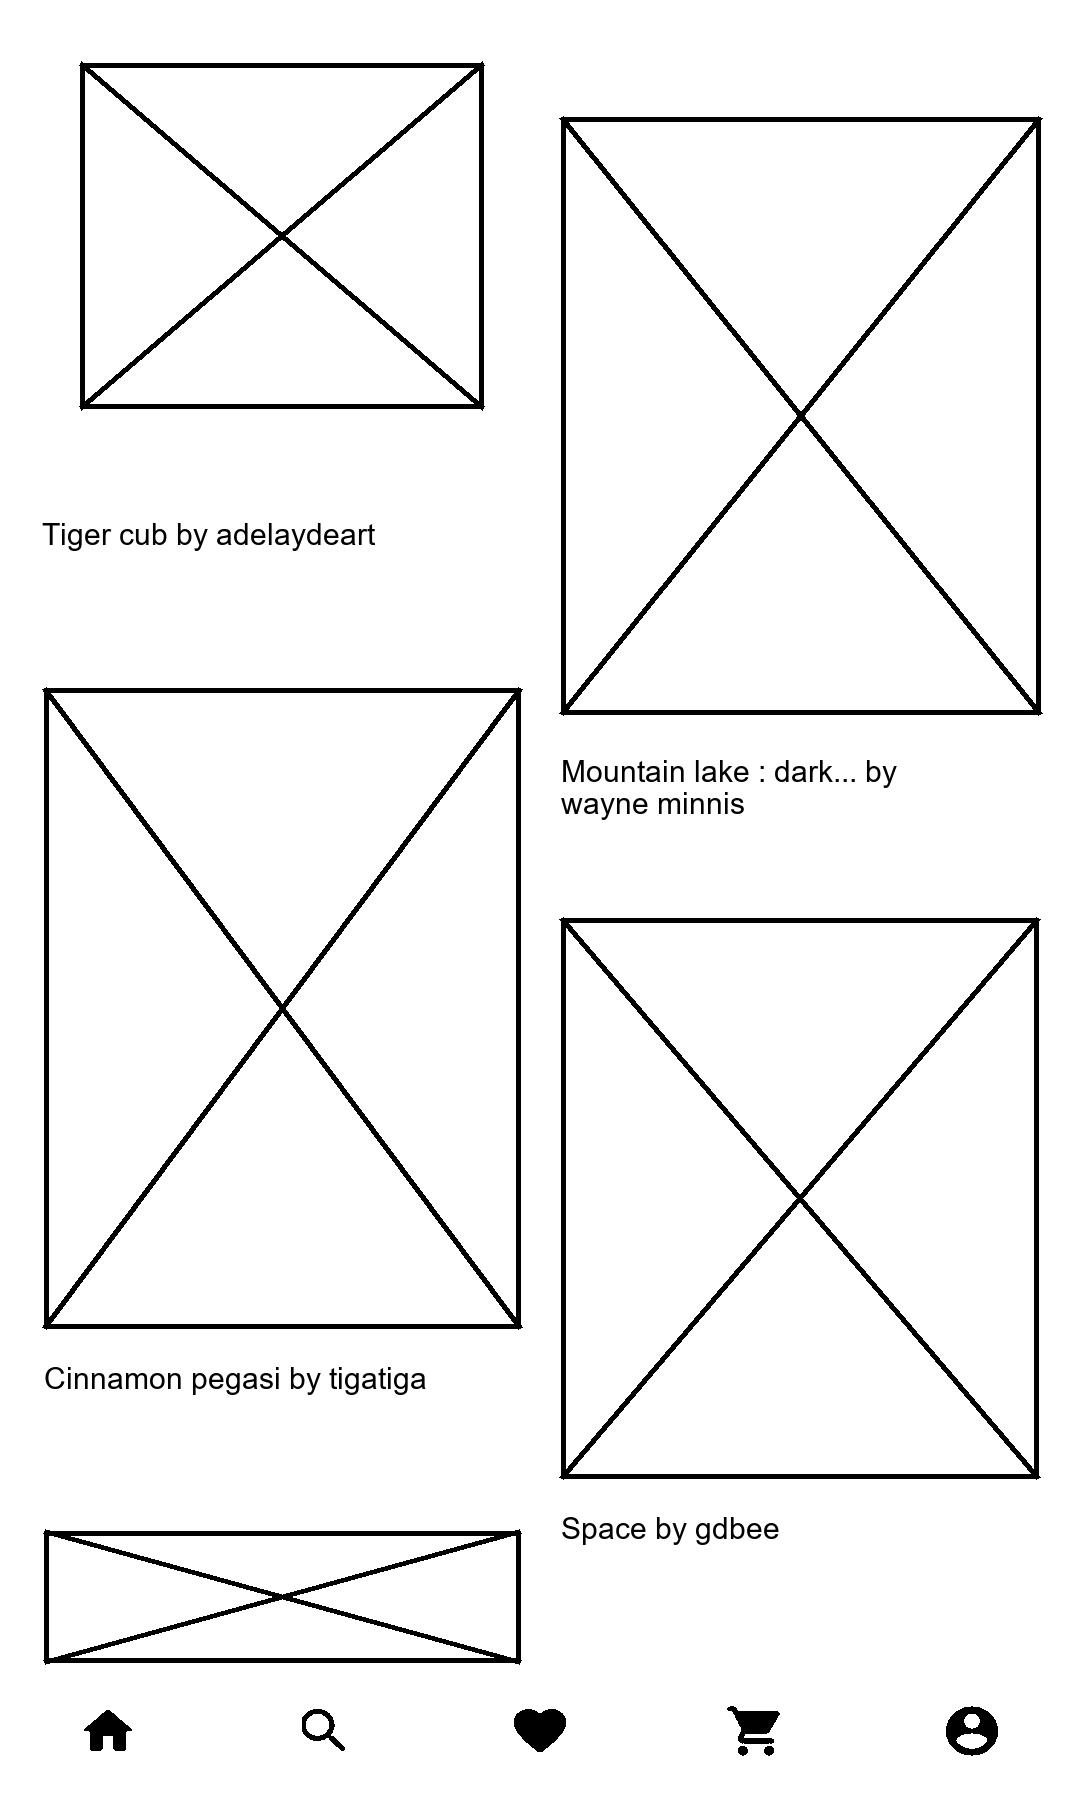 Tiger cub by adelaydeart
Mountain lake : dark... by
wayne minnis
Cinnamon pegasi by tigatiga
Space by gdbee